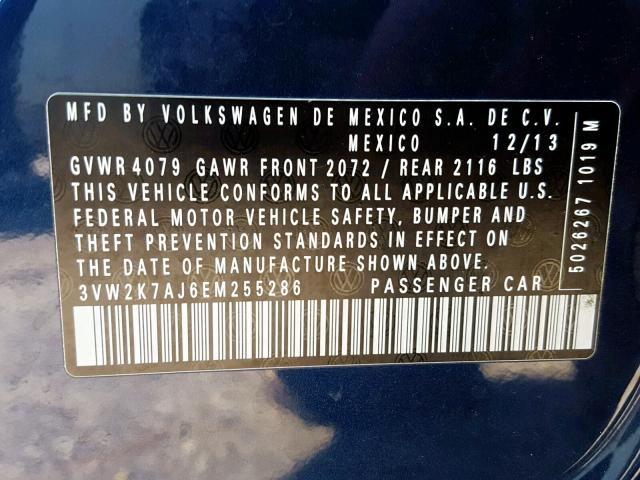 MFD BY VOLKSWAGEN DE MEXICO S.A. DE C.V.
MEXICO 12/13
GVWR 4079 GAWR FRONT 2072 / REAR 2116 LBS
THIS VEHICLE CONFORMS TO ALL APPLICABLE U.S.
FEDERAL MOTOR VEHICLE SAFETY, BUMPER AND
THEFT PREVENTION STANDARDS IN EFFECT ON
THE DATE OF MANUFACTURE SHOWN ABOVE.
3VW2K7AJ6EM255286 PASSENGER CAR
5026267 1019 M